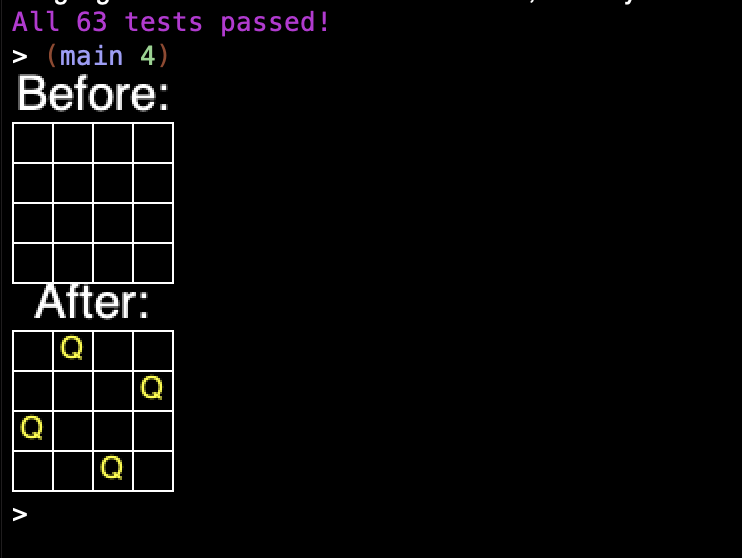 All 63 tests passed!
> (main 4)
Before:
After:
Q
Q
Q
Q
>